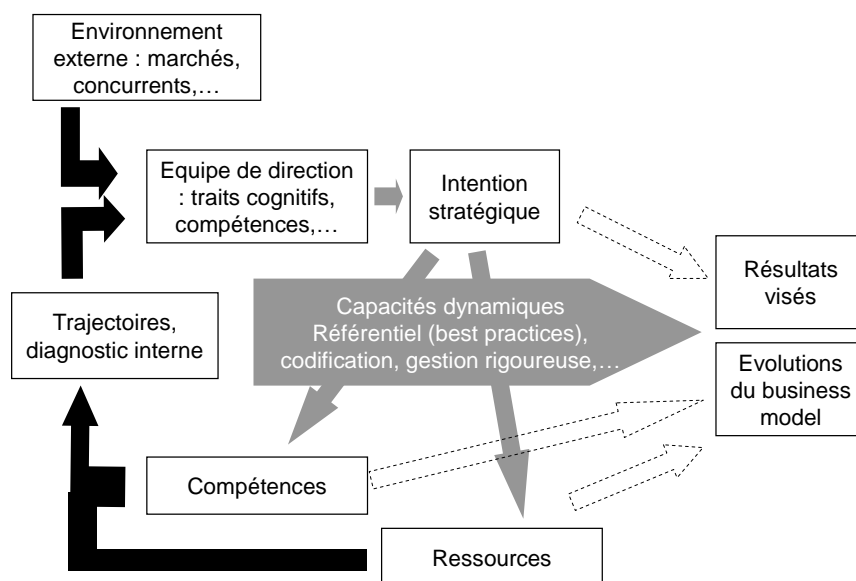 Environnement
externe : marchés,
concurrents,…
Equipe de direction
: traits cognitifs,
compétences,…
Intention
stratégique
Résultats
visés
Capacités dynamiques
Référentiel (best practices),
codification, gestion rigoureuse,…
Trajectoires,
diagnostic interne
Evolutions
du business
model
Compétences
Ressources